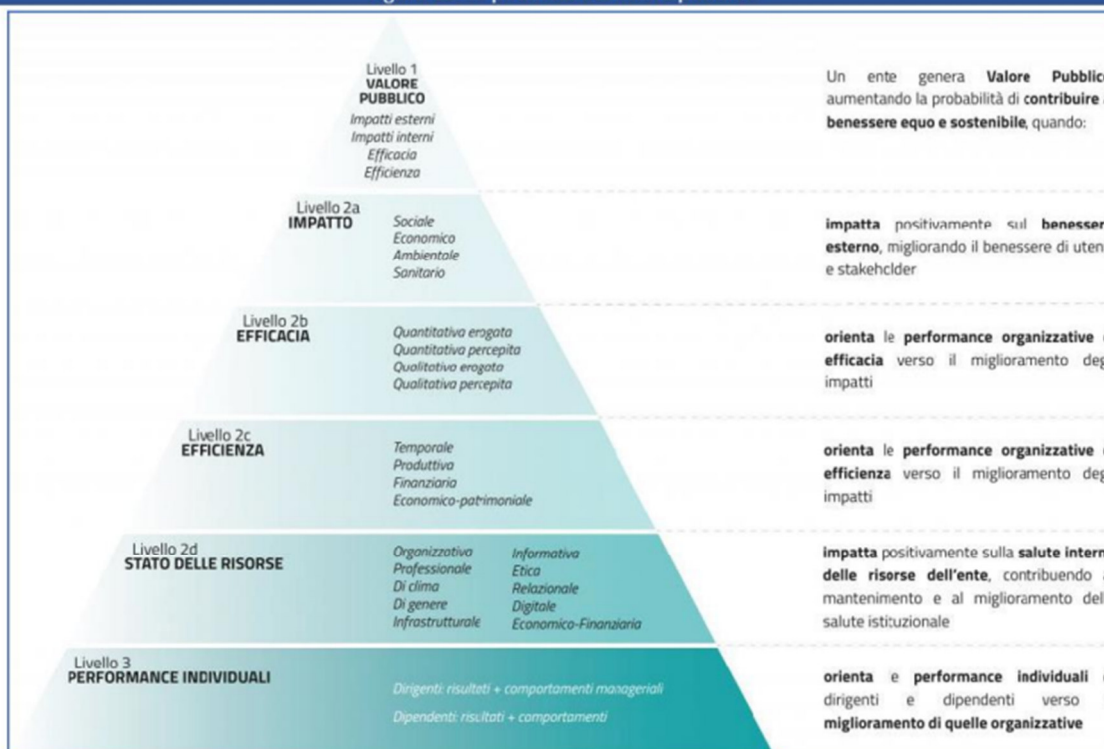 Livello 1
VALORE
PUBBLICO
Impatti esterni
Impatti interni
Efficacia
Efficienza
Un ente genera Valore Pubblico
aumentando la probabilità di contribuire
benessere equo e sostenibile, quando:
Livello 2a
IMPATTO
Sociale
Economico
Ambientale
Sanitario
impatta positivamente sul
esterno, migliorando il benessere di
e stakeholder
Livello 2b
EFFICACIA
Quantitativa erogata
Quantitativa percepita
Qualitativa erogata
Qualitativa percepita
orienta le performance organizzative
efficacia verso il miglioramento
impatti
Livello 2c
EFFICIENZA
Temporale
Produttiva
Finanziaria
Economico-patrimoniale
orienta le performance organizzative
efficienza verso il miglioramento
impatti
Livello 2d
STATO DELLE RISORSE
Organizzativa
Professionale
Di clima
Di genere
Infrastrutturale
Informativa
Etica
Relazionale
Digitale
Economico-Finanziaria
impatta positivamente sulla salute
delle risorse dell'ente, contribuendo
mantenimento e al miglioramento
salute istituzionale
Livello 3
PERFORMANCE INDIVIDUALI
Dirigenti: risultati + comportamenti manageriali
Dipendenti: risultati + comportamenti
orienta e performance individuali
dirigenti e dipendenti verso
miglioramento di quelle organizzative